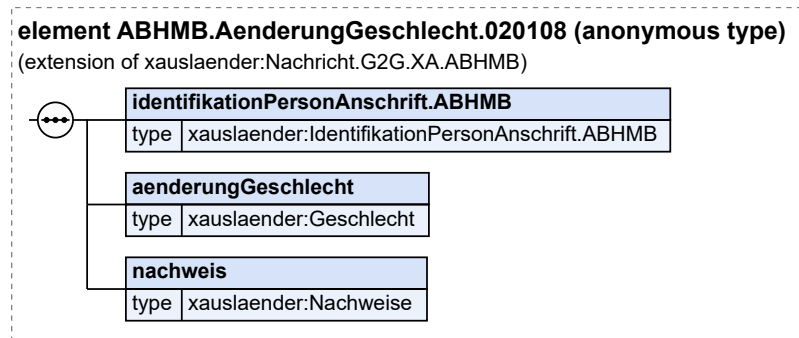 element ABHMB.AenderungGeschlecht.020108 (anonymous type)
(extension of xauslaender:Nachricht.G2G.XA.ABHMB)
identifikationPersonAnschrift.ABHMB
type xauslaender:IdentifikationPersonAnschrift.ABHMB
aenderungGeschlecht
type xauslaender:Geschlecht
nachweis
type xauslaender:Nachweise